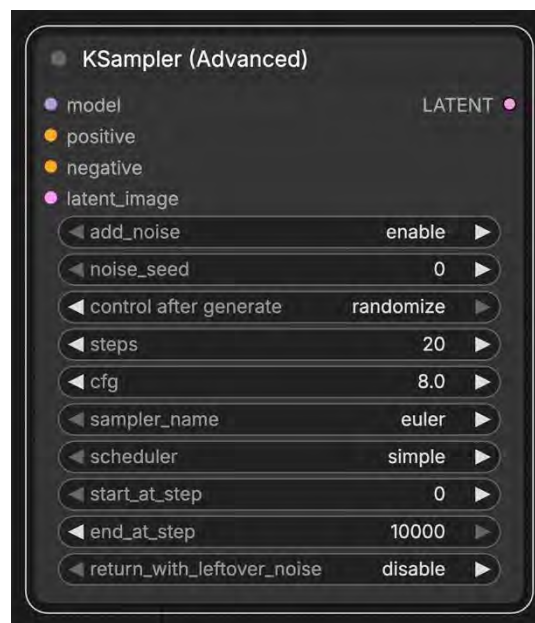 KSampler (Advanced)
model LATENT
positive
negative
latent_image
add_noise enable
noise_seed 0
control after generate randomize
steps 20
cfg 8.0
sampler_name euler
scheduler simple
start_at_step 0
end_at_step 10000
return_with_leftover_noise disable